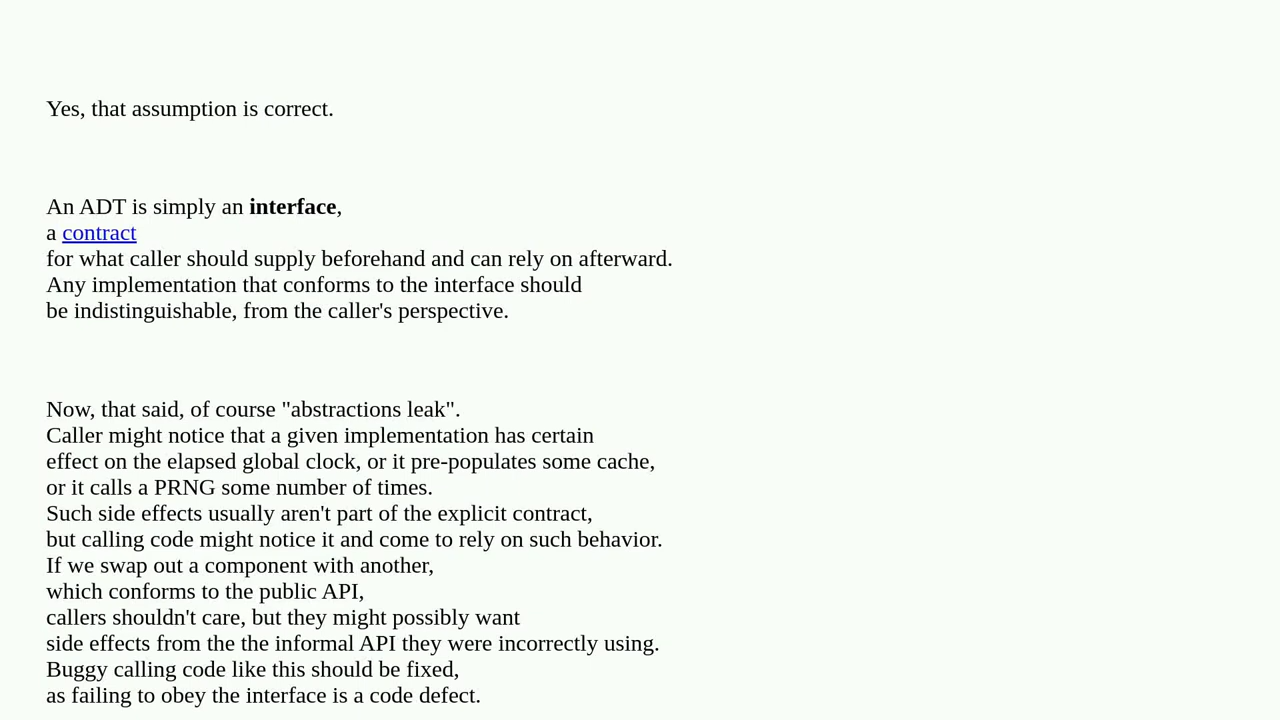 Yes, that assumption is correct.
An ADT is simply an interface,
a contract
for what caller should supply beforehand and can rely on afterward.
Any implementation that conforms to the interface should
be indistinguishable, from the caller's perspective.
Now, that said, of course "abstractions leak".
Caller might notice that a given implementation has certain
effect on the elapsed global clock, or it pre-populates some cache,
or it calls a PRNG some number of times.
Such side effects usually aren't part of the explicit contract,
but calling code might notice it and come to rely on such behavior.
If we swap out a component with another,
which conforms to the public API,
callers shouldn't care, but they might possibly want
side effects from the the informal API they were incorrectly using.
Buggy calling code like this should be fixed,
as failing to obey the interface is a code defect.